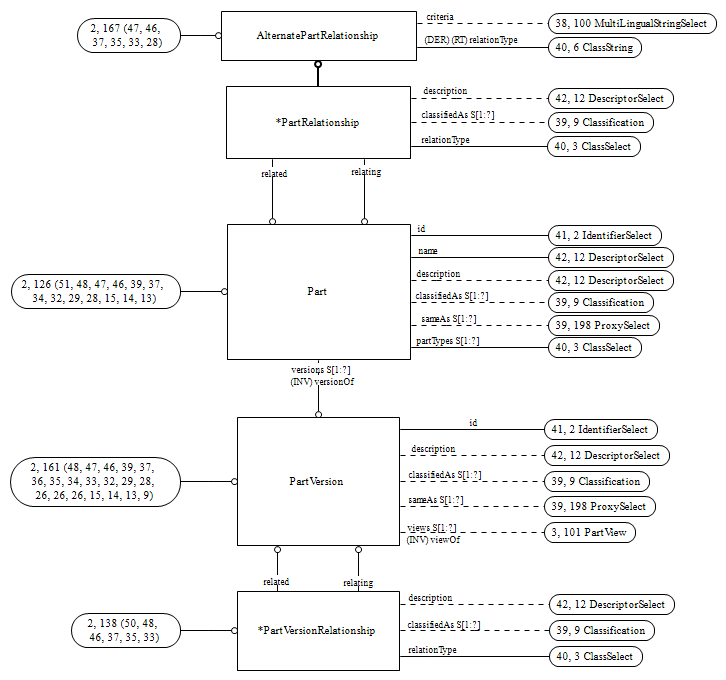 2, 167 (47, 46,
37, 35, 33, 28)
AlternatePartRelationship
criteria
38, 100 MultiLingualStringSelect
(DER) (RT) relationType
40, 6 ClassString
*PartRelationship
description
42, 12 DescriptorSelect
classifiedAs S[1:?]
39, 9 Classification
relationType
40, 3 ClassSelect
related
relating
2, 126 (51, 48, 47, 46, 39, 37,
34, 32, 29, 28, 15, 14, 13)
Part
id
41, 2 IdentifierSelect
name
42, 12 DescriptorSelect
description
42, 12 DescriptorSelect
classifiedAs S[1:?]
39, 9 Classification
sameAs S[1:?]
39, 198 ProxySelect
partTypes S[1:?]
40, 3 ClassSelect
versions S[1:?]
(INV) versionOf
2, 161 (48, 47, 46, 39, 37,
36, 35, 34, 33, 32, 29, 28,
26, 26, 26, 15, 14, 13, 9)
PartVersion
id
41, 2 IdentifierSelect
description
42, 12 DescriptorSelect
classifiedAs S[1:?]
39, 9 Classification
sameAs S[1:?]
39, 198 ProxySelect
views S[1:?]
(INV) viewOf
3, 101 PartView
related
relating
2, 138 (50, 48,
46, 37, 35, 33)
*PartVersionRelationship
description
42, 12 DescriptorSelect
classifiedAs S[1:?]
39, 9 Classification
relationType
40, 3 ClassSelect